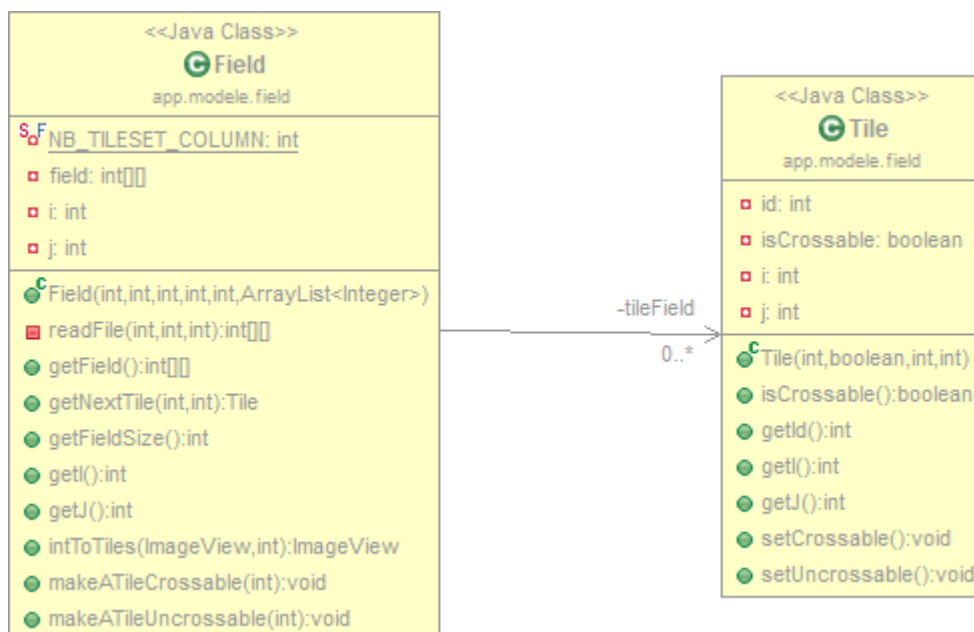 <<Java Class>>
C Field
app.modele.field
S F NB_TILESET_COLUMN: int
field: int[][]
i: int
j: int
C Field(int,int,int,int,int,ArrayList<Integer>)
readFile(int,int,int):int[][]
getField():int[][]
getNextTile(int,int):Tile
getFieldSize():int
getI():int
getJ():int
intToTiles(ImageView,int):ImageView
makeATileCrossable(int):void
makeATileUncrossable(int):void
-tileField
0..*
<<Java Class>>
C Tile
app.modele.field
id: int
isCrossable: boolean
i: int
j: int
C Tile(int,boolean,int,int)
isCrossable():boolean
getId():int
getI():int
getJ():int
setCrossable():void
setUncrossable():void